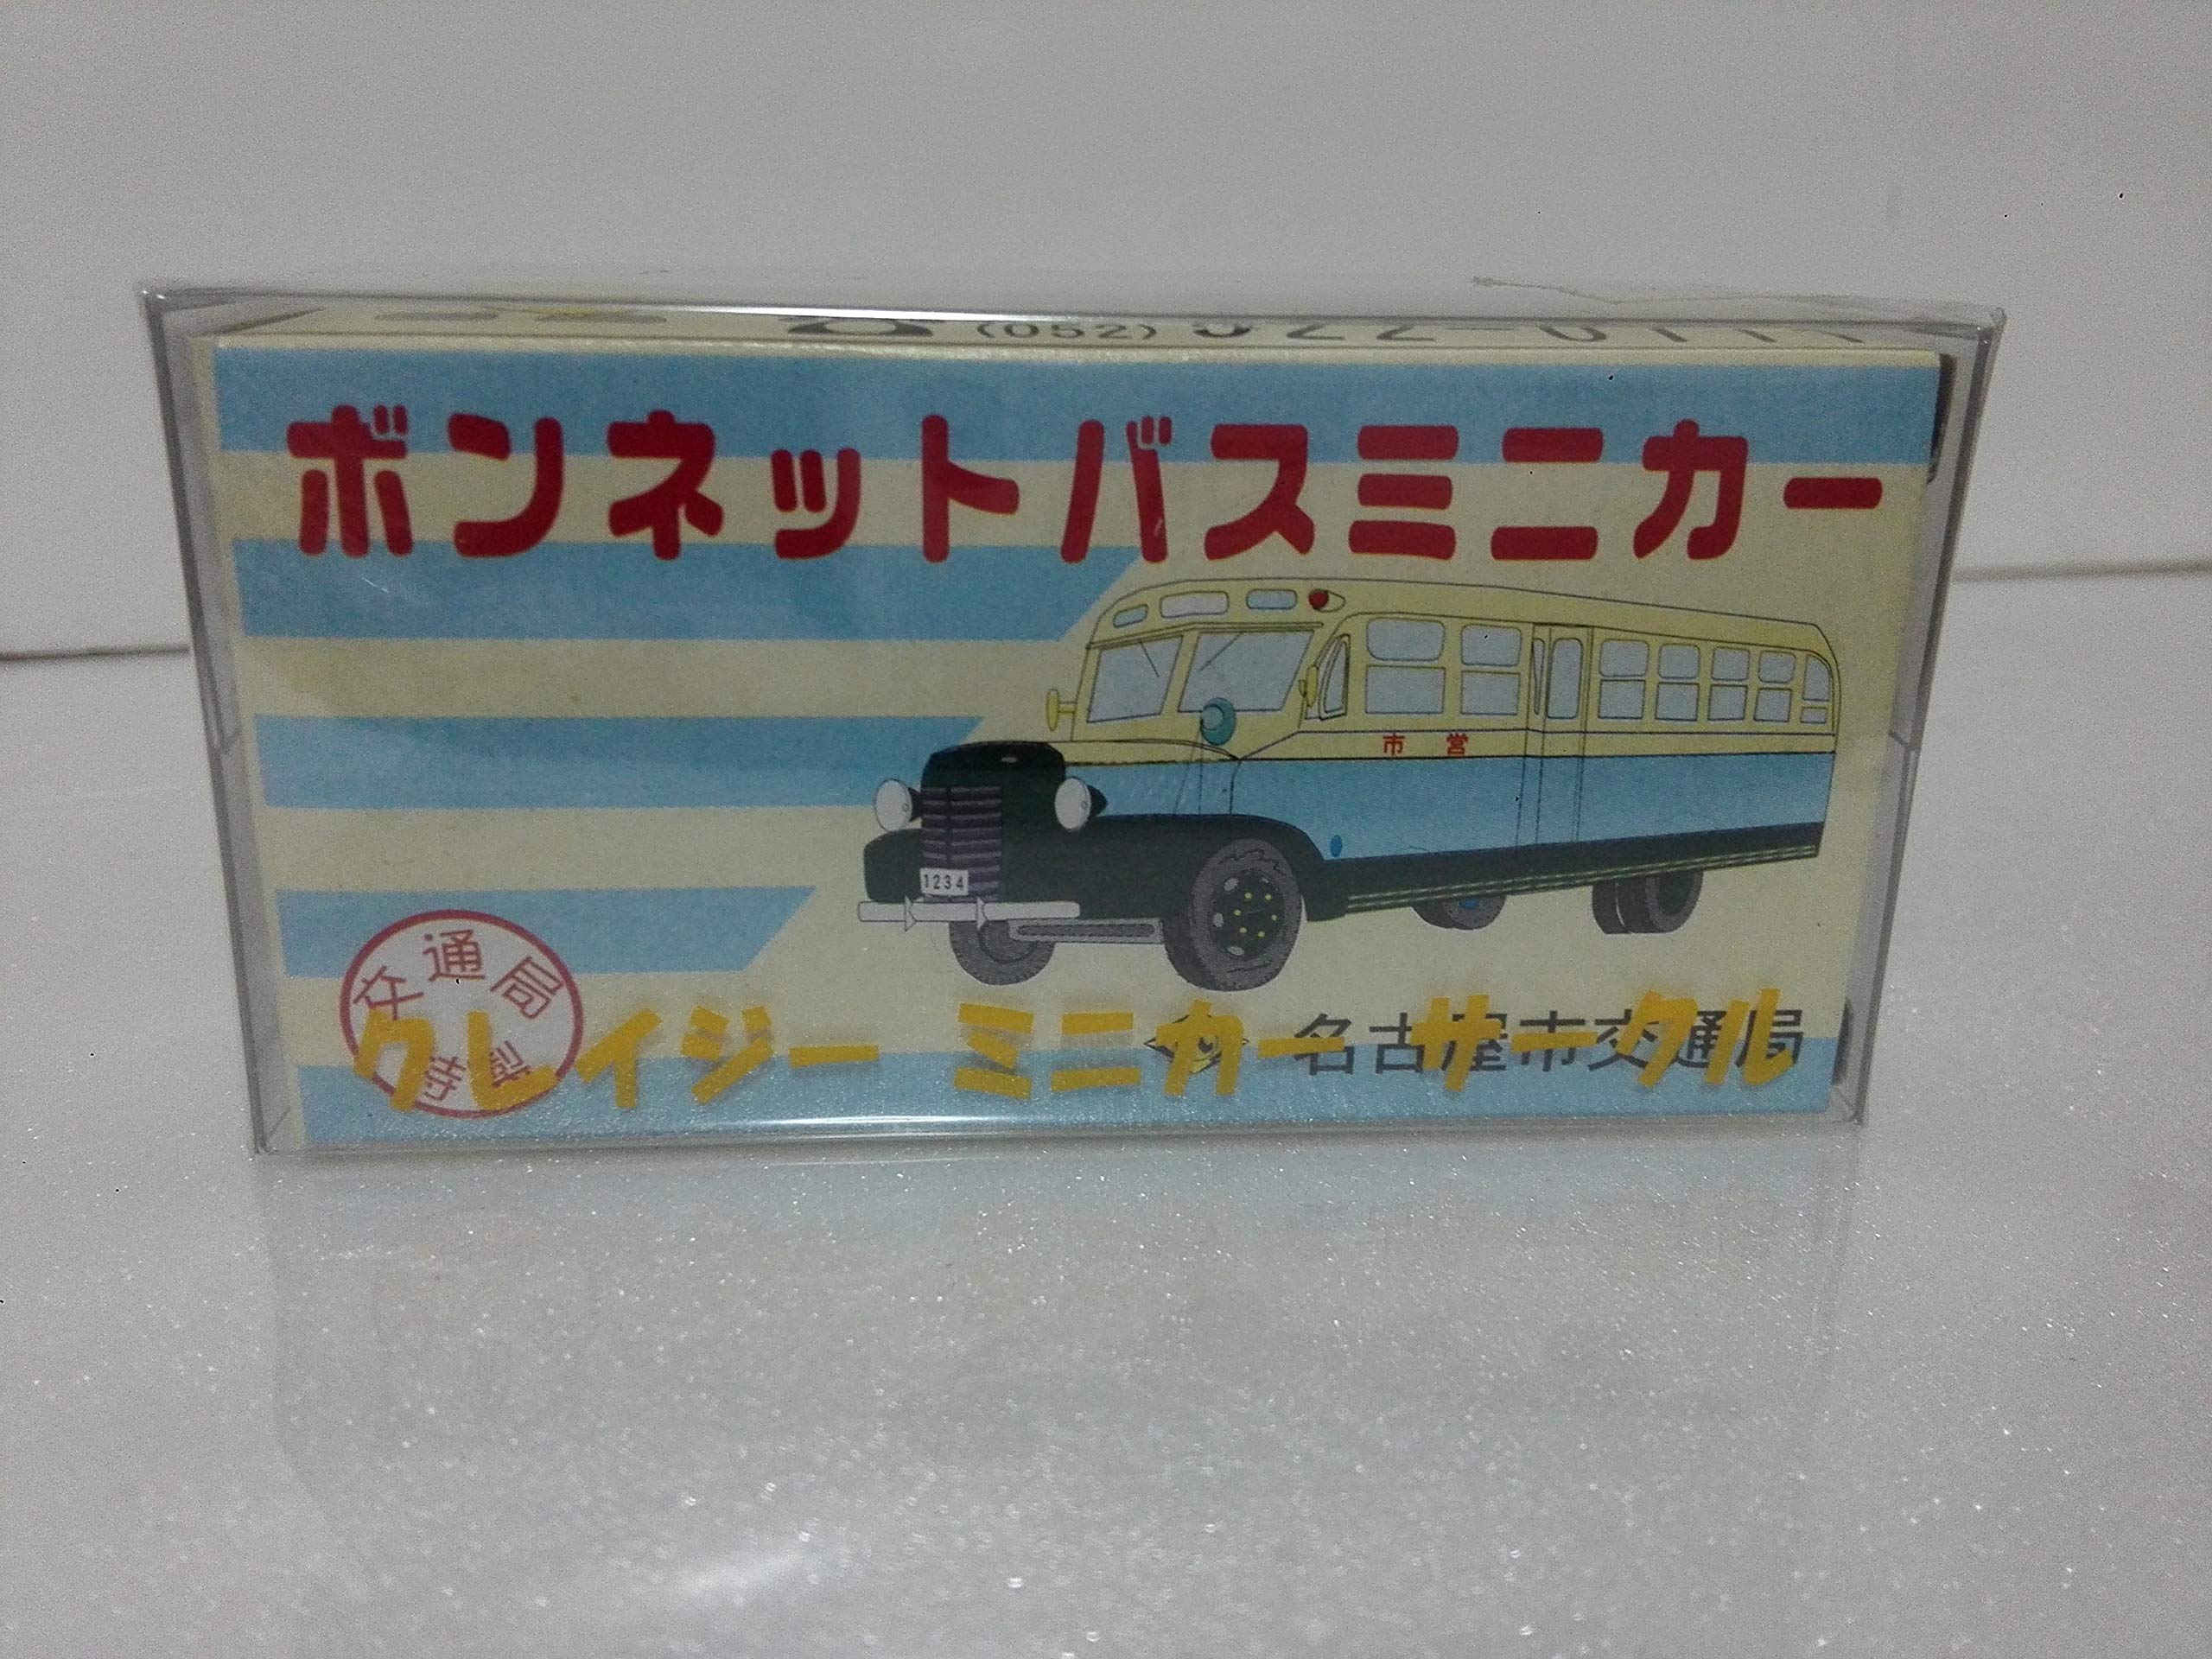 (052) 522-0111
ボンネットバスミニカー
市営
1234
交通局
名古屋市交通局
クレイジー ミニカー サークル